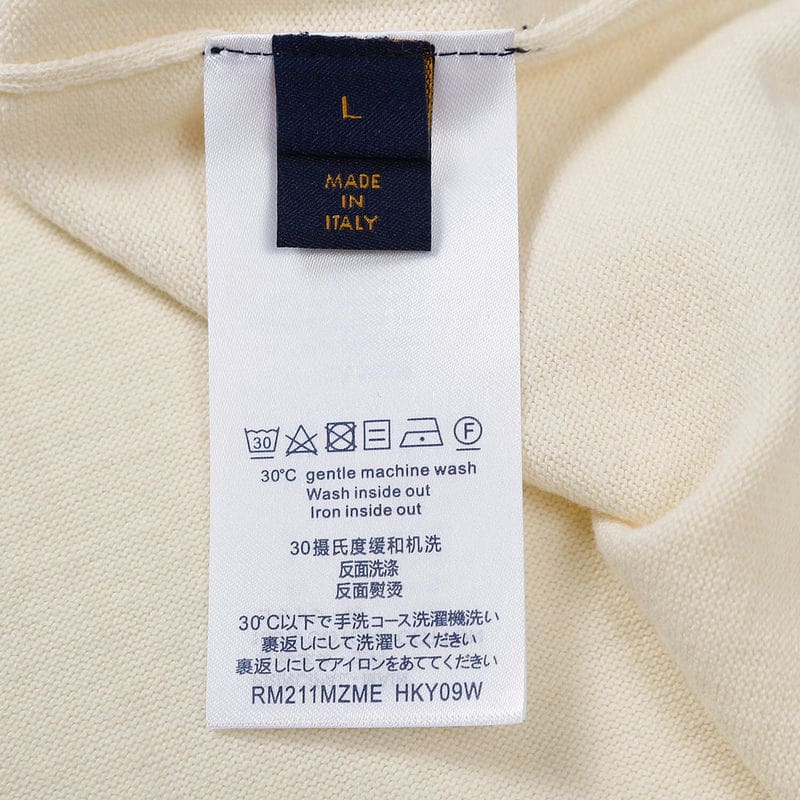 L
MADE
IN
ITALY
30 F
30℃ gentle machine wash
Wash inside out
Iron inside out
30摄氏度缓和机洗
反面洗涤
反面熨烫
30℃以下で手洗コース洗濯機洗い
裏返しにして洗濯してください
裏返しにしてアイロンをあててください
RM211MZME HKY09W